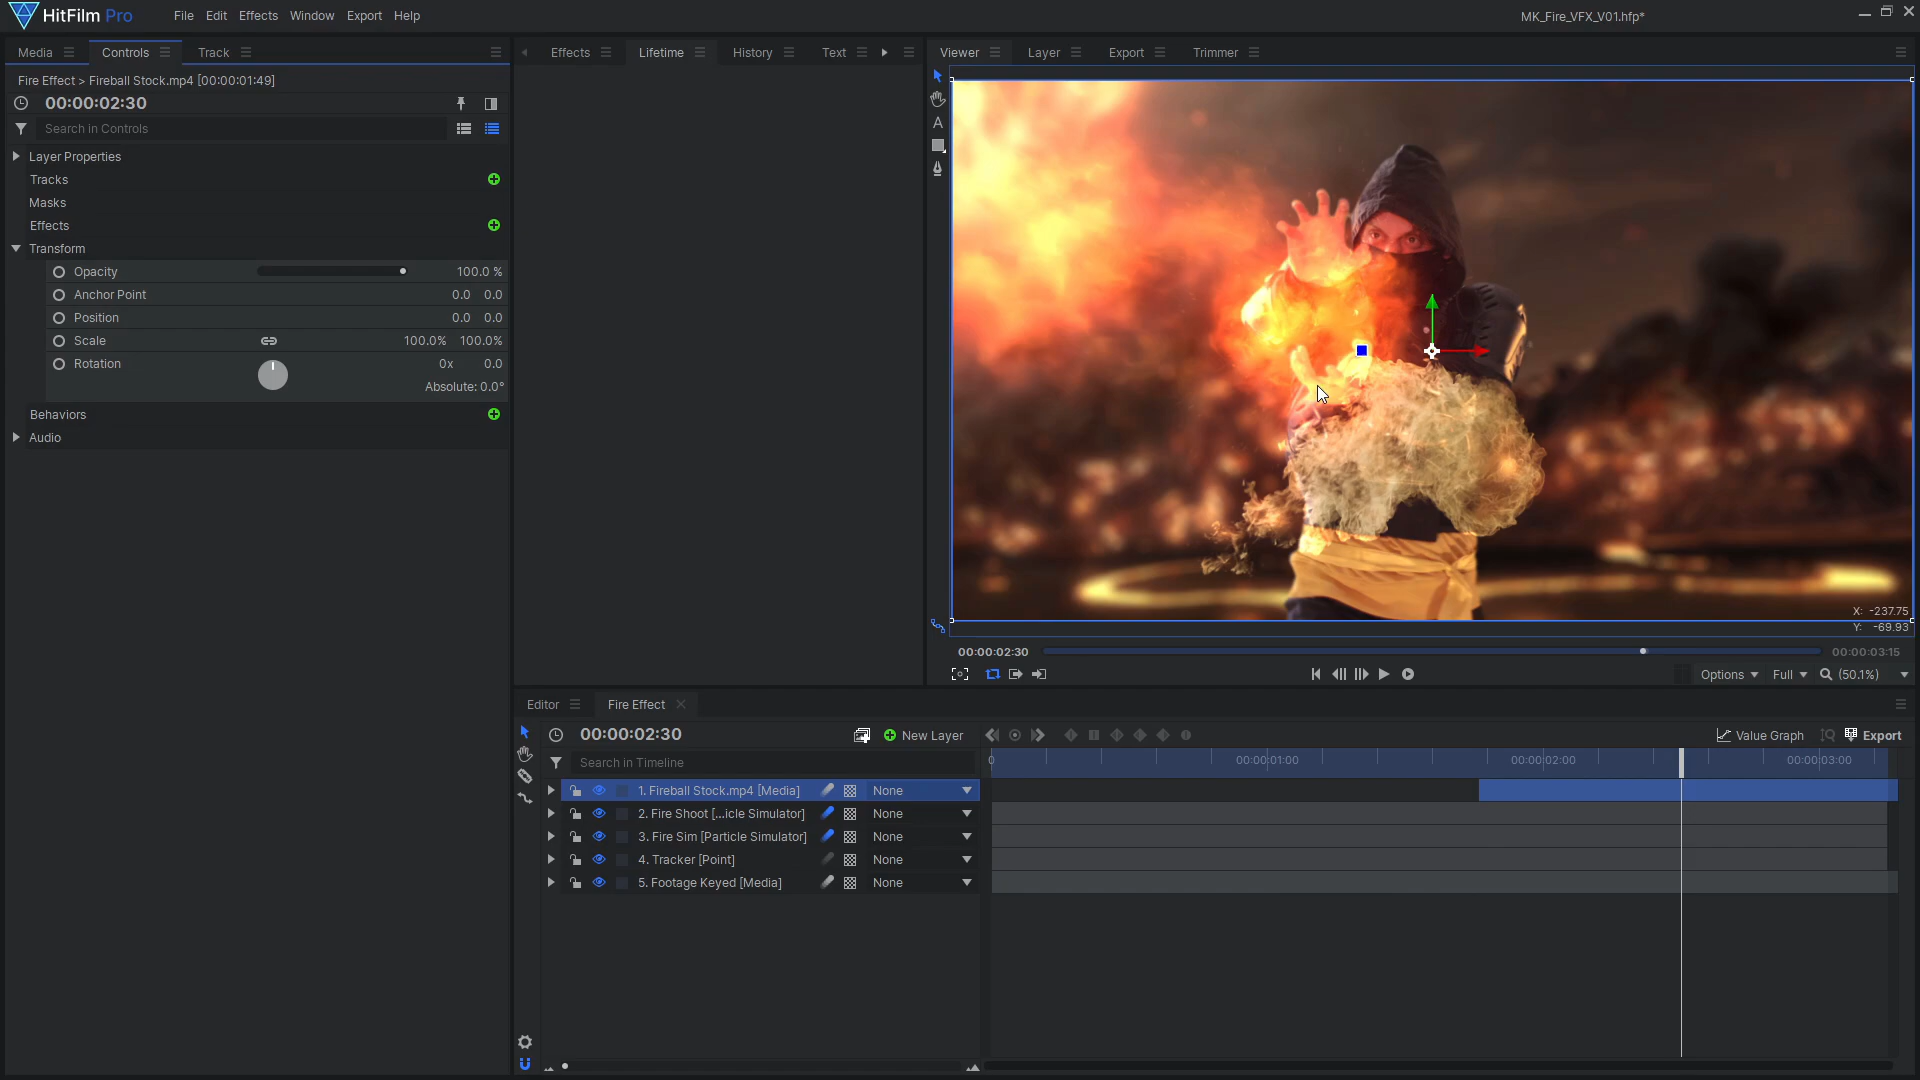 HitFilm Pro
File Edit Effects Window Export Help
MK_Fire_VFX_V01.hfp*
Media Controls Track
Effects Lifetime History Text
Viewer Layer Export Trimmer
Fire Effect > Fireball Stock.mp4 [00:00:01:49]
00:00:02:30
Search in Controls
Layer Properties
Tracks
Masks
Effects
Transform
Opacity 100.0 %
Anchor Point 0.0 0.0
Position 0.0 0.0
Scale 100.0% 100.0%
Rotation 0x 0.0
Absolute: 0.0°
Behaviors
Audio
A
X: -237.75
Y: -69.93
00:00:02:30 00:00:03:15
Options Full (50.1%)
Editor Fire Effect
00:00:02:30 New Layer Value Graph Export
Search in Timeline
0 00:00:01:00 00:00:02:00 00:00:03:00
1. Fireball Stock.mp4 [Media] None
2. Fire Shoot [...icle Simulator] None
3. Fire Sim [Particle Simulator] None
4. Tracker [Point] None
5. Footage Keyed [Media] None